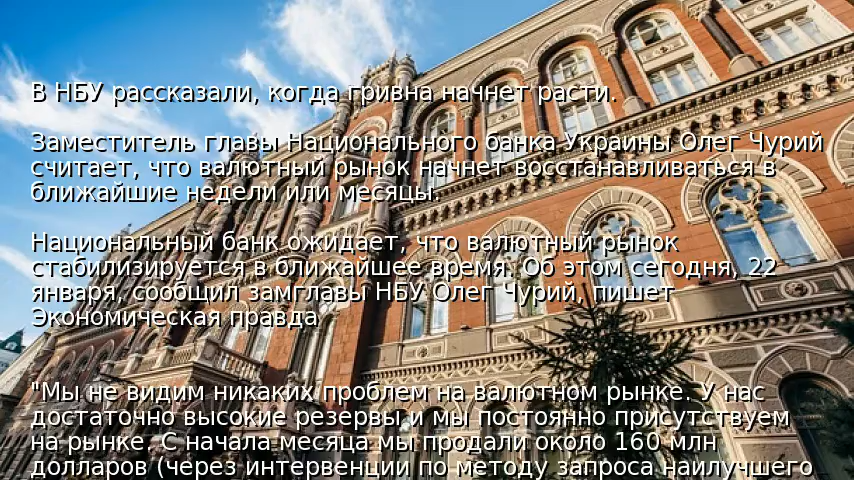 В НБУ рассказали, когда гривна начнет расти.
Заместитель главы Национального банка Украины Олег Чурий
считает, что валютный рынок начнет восстанавливаться в
ближайшие недели или месяцы.
Национальный банк ожидает, что валютный рынок
стабилизируется в ближайшее время. Об этом сегодня, 22
января, сообщил замглавы НБУ Олег Чурий, пишет
Экономическая правда
"Мы не видим никаких проблем на валютном рынке. У нас
достаточно высокие резервы и мы постоянно присутствуем
на рынке. С начала месяца мы продали около 160 млн
долларов (через интервенции по методу запроса наилучшего